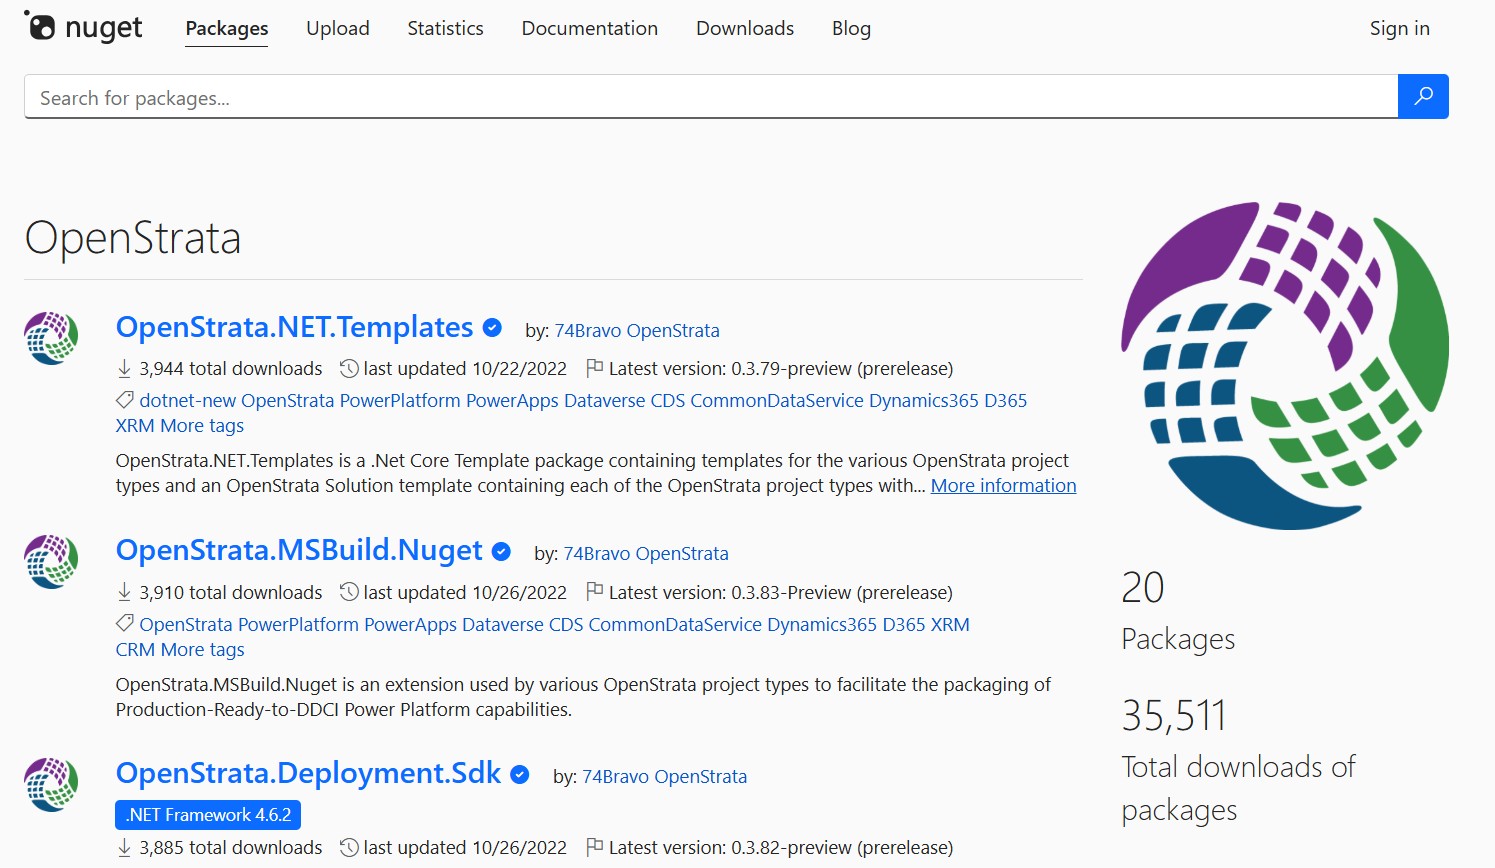 nuget Packages Upload Statistics Documentation Downloads Blog Sign in
Search for packages...
OpenStrata
OpenStrata.NET.Templates by: 74Bravo OpenStrata
3,944 total downloads last updated 10/22/2022 Latest version: 0.3.79-preview (prerelease)
dotnet-new OpenStrata PowerPlatform PowerApps Dataverse CDS CommonDataService Dynamics365 D365
XRM More tags
OpenStrata.NET.Templates is a .Net Core Template package containing templates for the various OpenStrata project
types and an OpenStrata Solution template containing each of the OpenStrata project types with... More information
OpenStrata.MSBuild.Nuget by: 74Bravo OpenStrata
3,910 total downloads last updated 10/26/2022 Latest version: 0.3.83-Preview (prerelease)
OpenStrata PowerPlatform PowerApps Dataverse CDS CommonDataService Dynamics365 D365 XRM
CRM More tags
OpenStrata.MSBuild.Nuget is an extension used by various OpenStrata project types to facilitate the packaging of
Production-Ready-to-DDCI Power Platform capabilities.
OpenStrata.Deployment.Sdk by: 74Bravo OpenStrata
.NET Framework 4.6.2
3,885 total downloads last updated 10/26/2022 Latest version: 0.3.82-preview (prerelease)
20
Packages
35,511
Total downloads of
packages